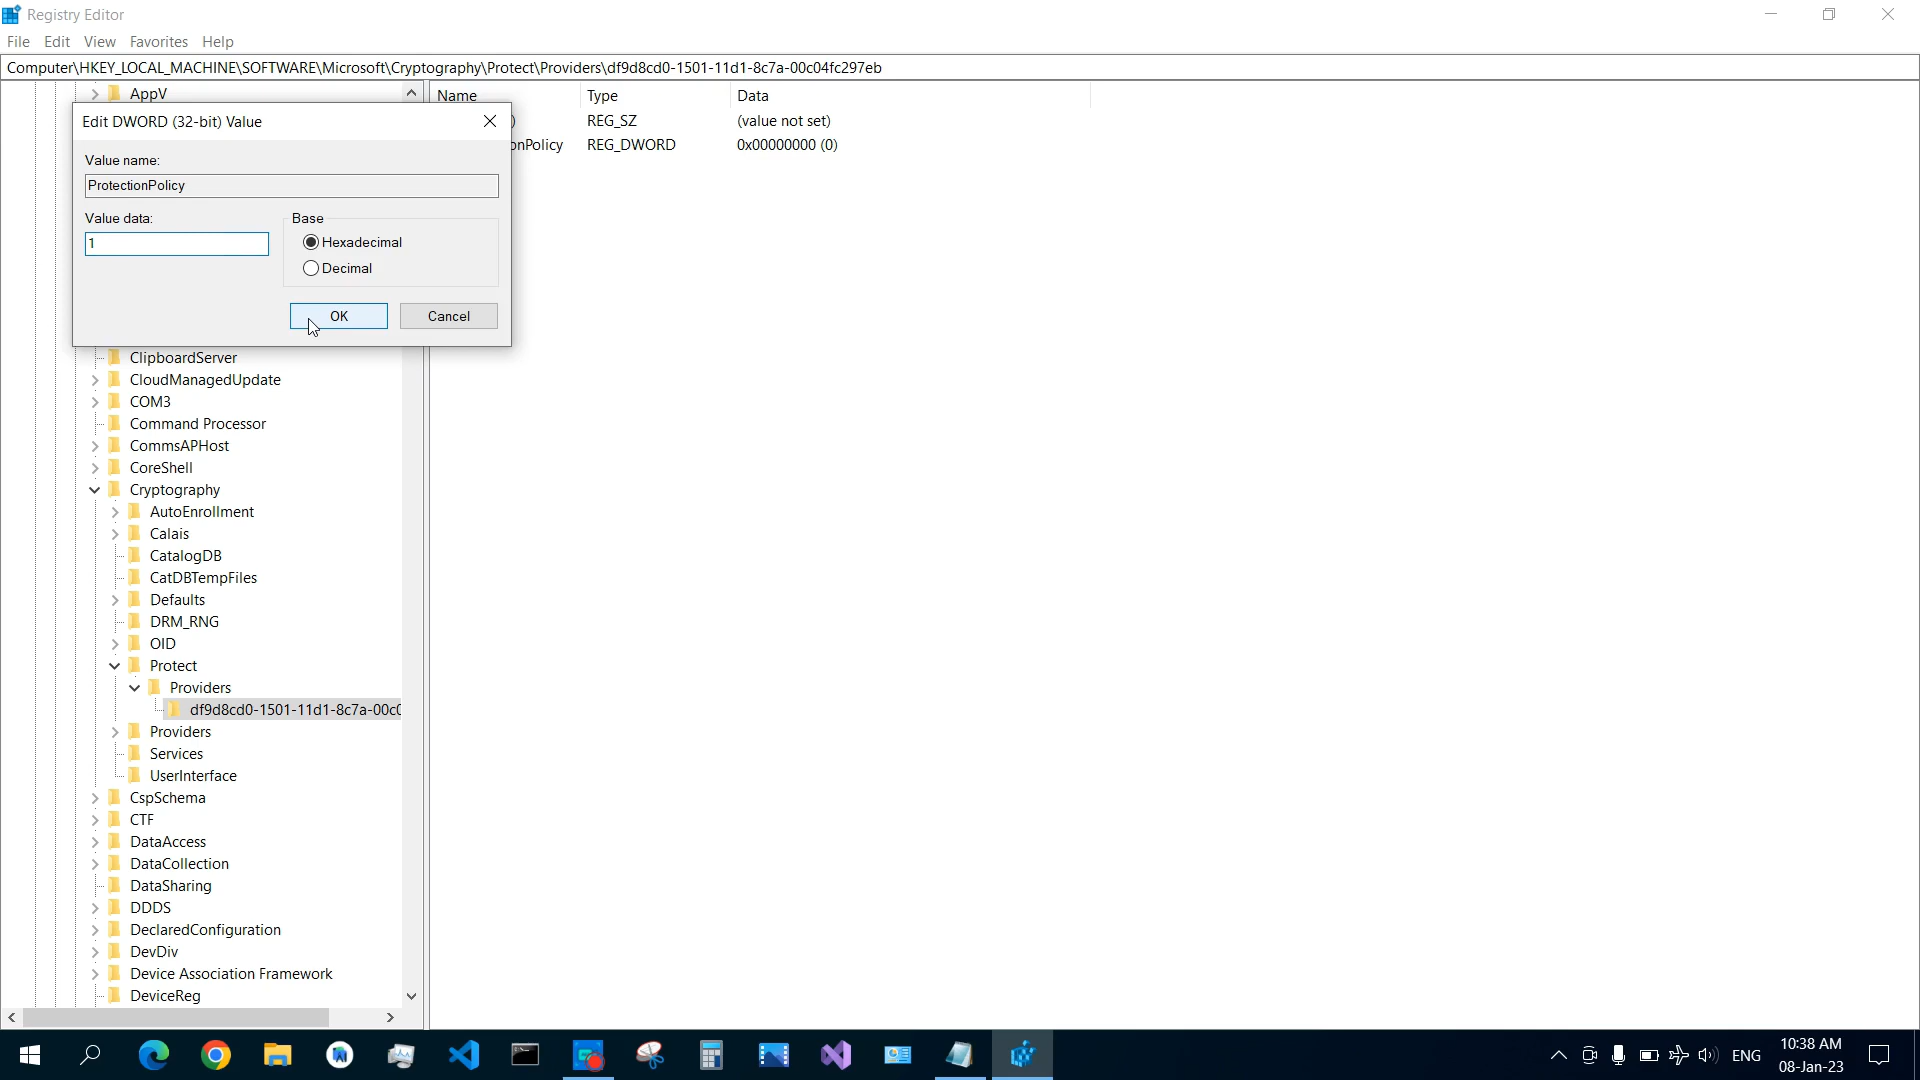 Registry Editor
File Edit View Favorites Help
Computer\HKEY_LOCAL_MACHINE\SOFTWARE\Microsoft\Cryptography\Protect\Providers\df9d8cd0-1501-11d1-8c7a-00c04fc297eb
AppV
Name Type Data
) REG_SZ (value not set)
onPolicy REG_DWORD 0x00000000 (0)
Edit DWORD (32-bit) Value
Value name:
ProtectionPolicy
Value data:
1
Base
Hexadecimal
Decimal
OK Cancel
ClipboardServer
CloudManagedUpdate
COM3
Command Processor
CommsAPHost
CoreShell
Cryptography
AutoEnrollment
Calais
CatalogDB
CatDBTempFiles
Defaults
DRM_RNG
OID
Protect
Providers
df9d8cd0-1501-11d1-8c7a-00c0
Providers
Services
UserInterface
CspSchema
CTF
DataAccess
DataCollection
DataSharing
DDDS
DeclaredConfiguration
DevDiv
Device Association Framework
DeviceReg
ENG
10:38 AM
08-Jan-23